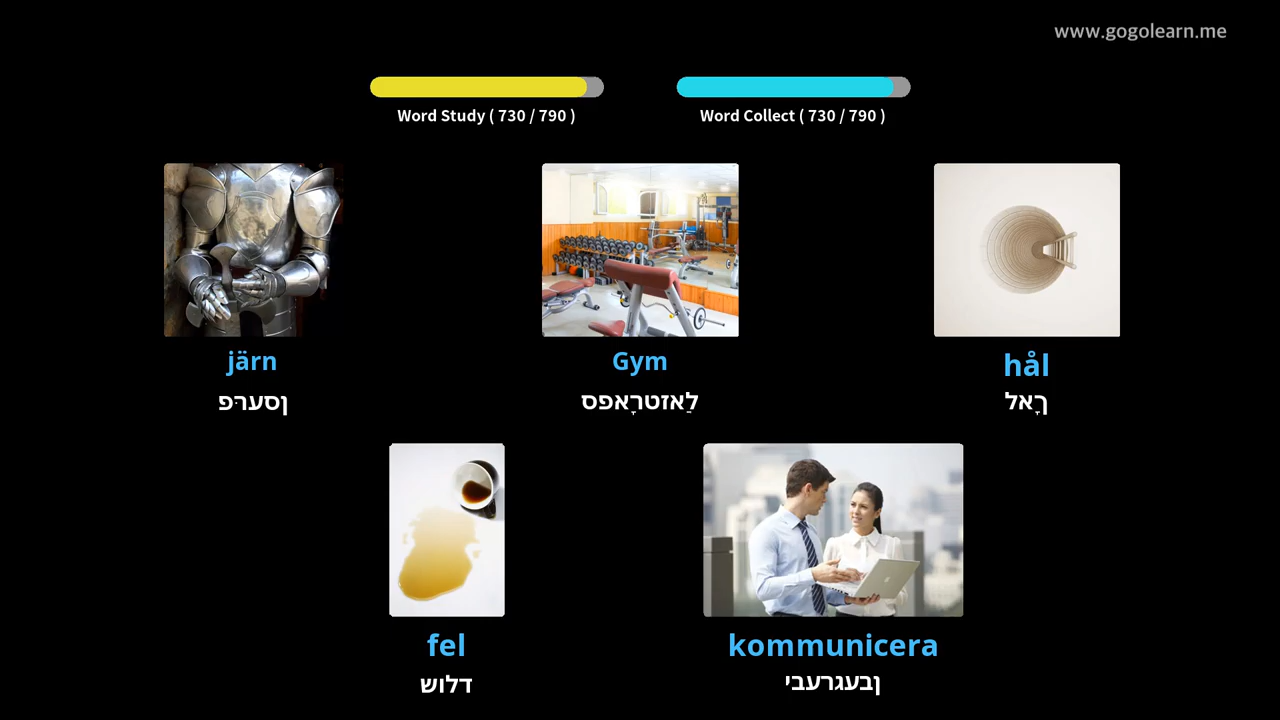 www.gogolearn.me
Word Study ( 730 / 790 )
Word Collect ( 730 / 790 )
järn
Gym
hål
פּרעסן
ספאָרטזאַל
לאָך
fel
kommunicera
שולד
יבערגעבן